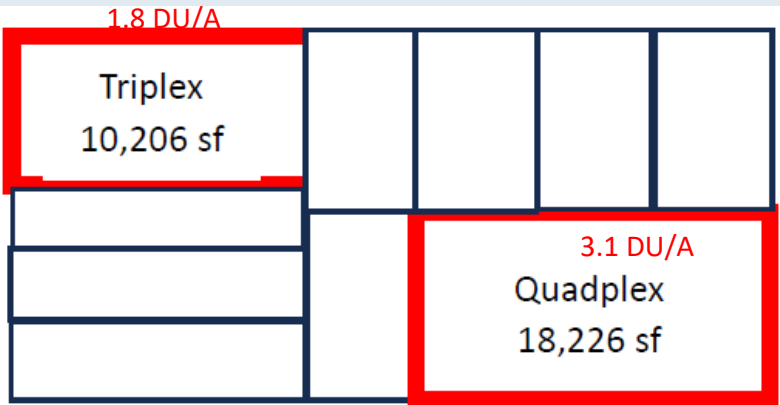 1.8 DU/A
Triplex
10,206 sf
3.1 DU/A
Quadplex
18,226 sf